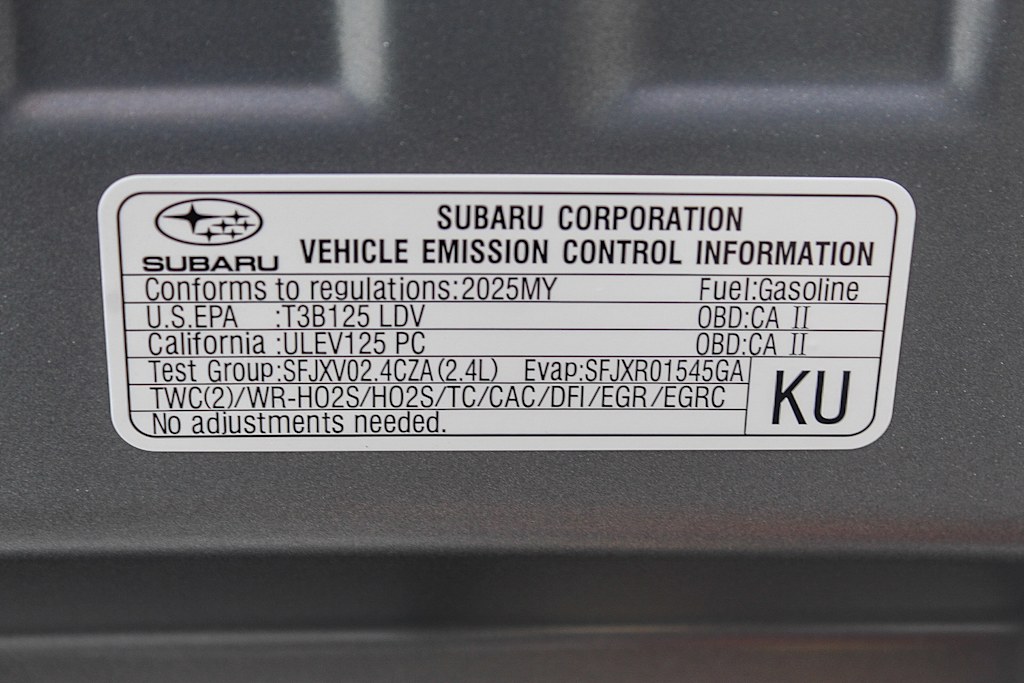 SUBARU CORPORATION
SUBARU VEHICLE EMISSION CONTROL INFORMATION
Conforms to regulations:2025MY Fuel:Gasoline
U.S.EPA :T3B125 LDV OBD:CA II
California :ULEV125 PC OBD:CA II
Test Group:SFJXV02.4CZA(2.4L) Evap:SFJXR01545GA
TWC(2)/WR-HO2S/HO2S/TC/CAC/DFI/EGR/EGRC
No adjustments needed.
KU